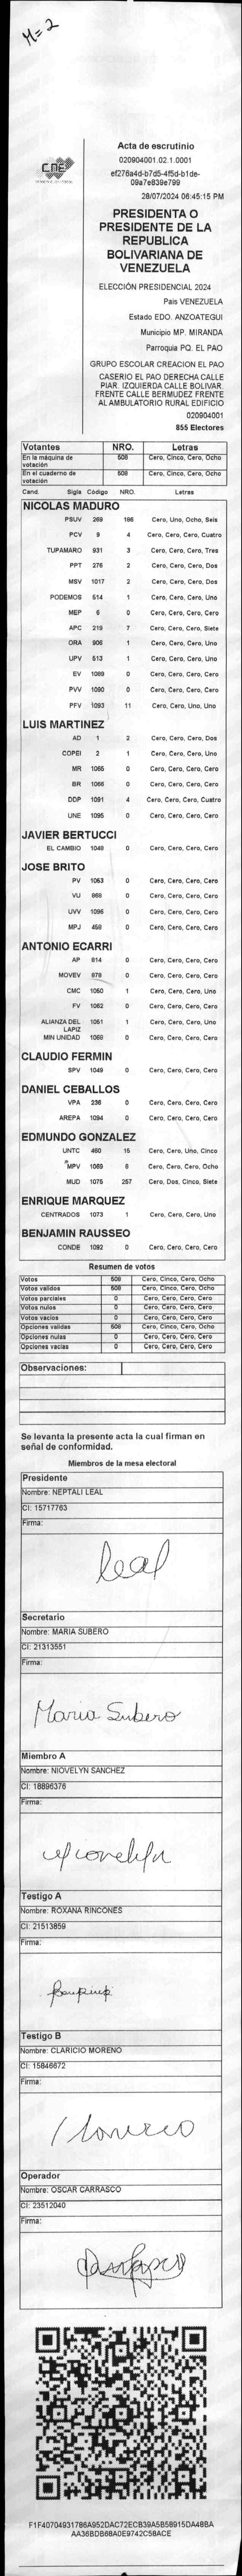 M=2
CNE
Acta de escrutinio
020904001.02.1.0001
ef276a4d-b7d5-4f5d-b1de-
09a7e839e799
28/07/2024 06:45:15 PM
PRESIDENTA O
PRESIDENTE DE LA
REPUBLICA
BOLIVARIANA DE
VENEZUELA
ELECCIÓN PRESIDENCIAL 2024
Pais VENEZUELA
Estado EDO. ANZOATEGUI
Municipio MP. MIRANDA
Parroquia PQ. EL PAO
GRUPO ESCOLAR CREACION EL PAO
CASERIO EL PAO DERECHA CALLE
PIAR. IZQUIERDA CALLE BOLIVAR.
FRENTE CALLE BERMUDEZ FRENTE
AL AMBULATORIO RURAL EDIFICIO
020904001
855 Electores
Votantes NRO. Letras
En la máquina de votación 508 Cero, Cinco, Cero, Ocho
En el cuaderno de votación 508 Cero, Cinco, Cero, Ocho
Cand. Sigla Código NRO. Letras
NICOLAS MADURO
PSUV 269 186 Cero, Uno, Ocho, Seis
PCV 9 4 Cero, Cero, Cero, Cuatro
TUPAMARO 931 3 Cero, Cero, Cero, Tres
PPT 276 2 Cero, Cero, Cero, Dos
MSV 1017 2 Cero, Cero, Cero, Dos
PODEMOS 514 1 Cero, Cero, Cero, Uno
MEP 6 0 Cero, Cero, Cero, Cero
APC 219 7 Cero, Cero, Cero, Siete
ORA 906 1 Cero, Cero, Cero, Uno
UPV 513 1 Cero, Cero, Cero, Uno
EV 1089 0 Cero, Cero, Cero, Cero
PVV 1090 0 Cero, Cero, Cero, Cero
PFV 1093 11 Cero, Cero, Uno, Uno
LUIS MARTINEZ
AD 1 2 Cero, Cero, Cero, Dos
COPEI 2 1 Cero, Cero, Cero, Uno
MR 1065 0 Cero, Cero, Cero, Cero
BR 1066 0 Cero, Cero, Cero, Cero
DDP 1091 4 Cero, Cero, Cero, Cuatro
UNE 1095 0 Cero, Cero, Cero, Cero
JAVIER BERTUCCI
EL CAMBIO 1048 0 Cero, Cero, Cero, Cero
JOSE BRITO
PV 1053 0 Cero, Cero, Cero, Cero
VU 868 0 Cero, Cero, Cero, Cero
UVV 1096 0 Cero, Cero, Cero, Cero
MPJ 458 0 Cero, Cero, Cero, Cero
ANTONIO ECARRI
AP 814 0 Cero, Cero, Cero, Cero
MOVEV 878 0 Cero, Cero, Cero, Cero
CMC 1050 1 Cero, Cero, Cero, Uno
FV 1062 0 Cero, Cero, Cero, Cero
ALIANZA DEL LAPIZ 1051 1 Cero, Cero, Cero, Uno
MIN UNIDAD 1068 0 Cero, Cero, Cero, Cero
CLAUDIO FERMIN
SPV 1049 0 Cero, Cero, Cero, Cero
DANIEL CEBALLOS
VPA 236 0 Cero, Cero, Cero, Cero
AREPA 1094 0 Cero, Cero, Cero, Cero
EDMUNDO GONZALEZ
UNTC 460 15 Cero, Cero, Uno, Cinco
MPV 1069 8 Cero, Cero, Cero, Ocho
MUD 1075 257 Cero, Dos, Cinco, Siete
ENRIQUE MARQUEZ
CENTRADOS 1073 1 Cero, Cero, Cero, Uno
BENJAMIN RAUSSEO
CONDE 1092 0 Cero, Cero, Cero, Cero
Resumen de votos
Votos 508 Cero, Cinco, Cero, Ocho
Votos validos 508 Cero, Cinco, Cero, Ocho
Votos parciales 0 Cero, Cero, Cero, Cero
Votos nulos 0 Cero, Cero, Cero, Cero
Votos vacios 0 Cero, Cero, Cero, Cero
Opciones validas 508 Cero, Cinco, Cero, Ocho
Opciones nulas 0 Cero, Cero, Cero, Cero
Opciones vacias 0 Cero, Cero, Cero, Cero
Observaciones:
Se levanta la presente acta la cual firman en
señal de conformidad.
Miembros de la mesa electoral
Presidente
Nombre: NEPTALI LEAL
CI: 15717763
Firma:
leal
Secretario
Nombre: MARIA SUBERO
CI: 21313551
Firma:
Maria Subero
Miembro A
Nombre: NIOVELYN SANCHEZ
CI: 18896376
Firma:
Testigo A
Nombre: ROXANA RINCONES
CI: 21513859
Firma:
Testigo B
Nombre: CLARICIO MORENO
CI: 15846672
Firma:
Operador
Nombre: OSCAR CARRASCO
CI: 23512040
Firma:
F1F40704931786A952DAC72ECB39A5B58915DA48BA
AA36BDB68A0E9742C58ACE